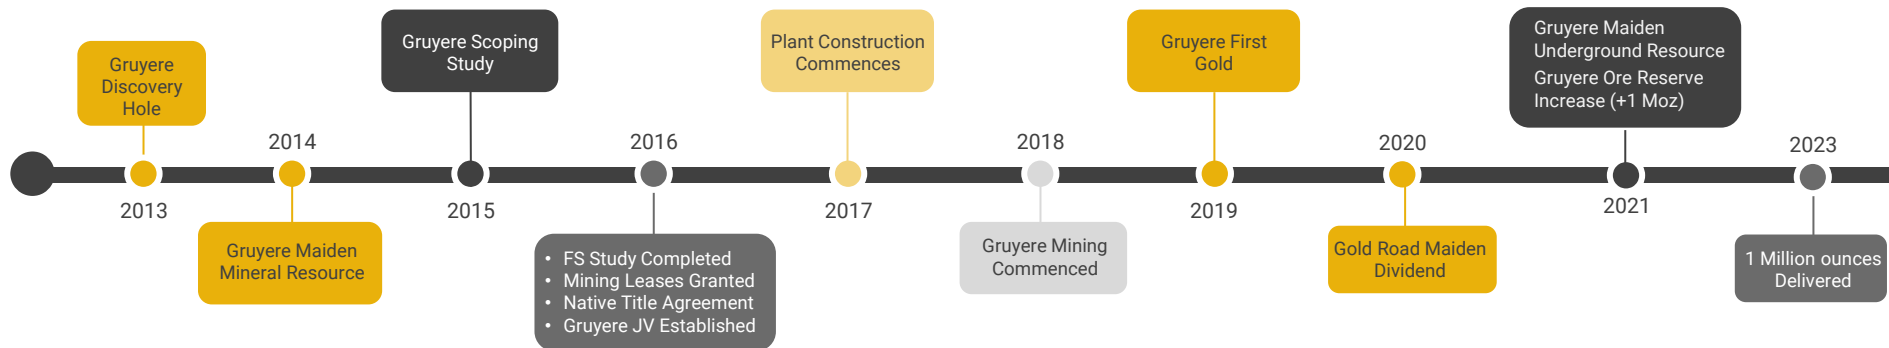 Gruyere
Discovery
Hole
2013
2014
Gruyere Maiden
Mineral Resource
Gruyere Scoping
Study
2015
2016
• FS Study Completed
• Mining Leases Granted
• Native Title Agreement
• Gruyere JV Established
Plant Construction
Commences
2017
2018
Gruyere Mining
Commenced
Gruyere First
Gold
2019
2020
Gold Road Maiden
Dividend
Gruyere Maiden
Underground Resource
Gruyere Ore Reserve
Increase (+1 Moz)
2021
2023
1 Million ounces
Delivered